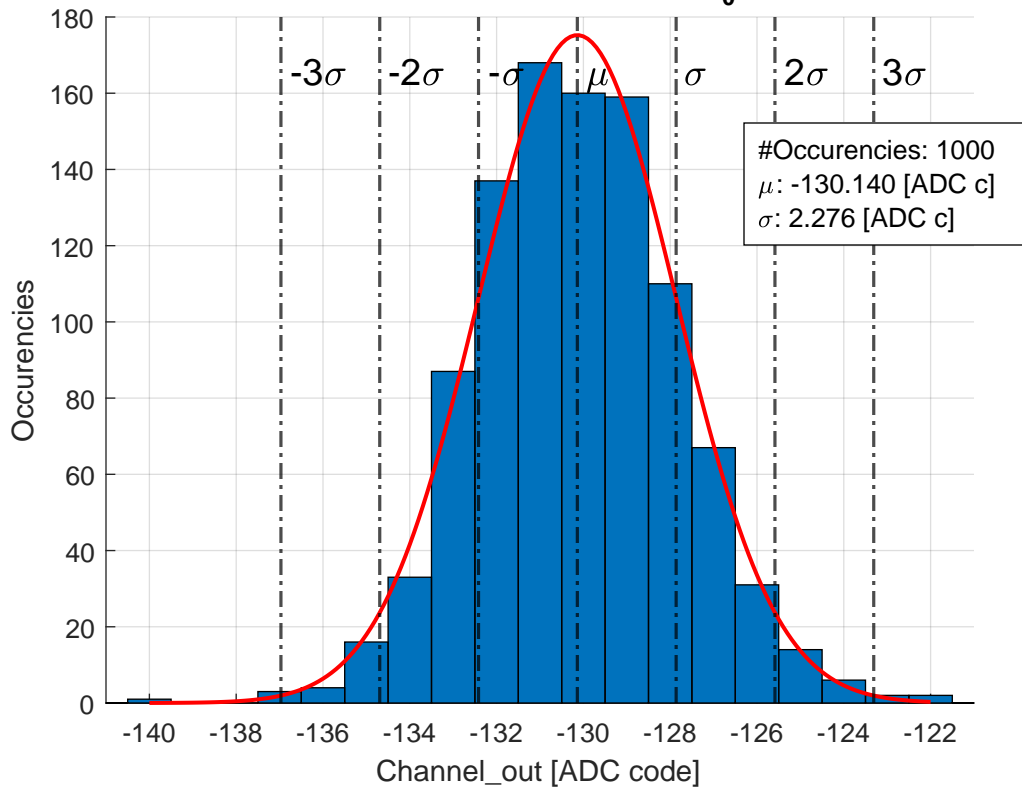 180
160
140
120
100
80
60
40
20
0
Occurencies
-3σ
-2σ
-σ
μ
σ
2σ
3σ
#Occurencies: 1000
μ: -130.140 [ADC c]
σ: 2.276 [ADC c]
-140
-138
-136
-134
-132
-130
-128
-126
-124
-122
Channel_out [ADC code]